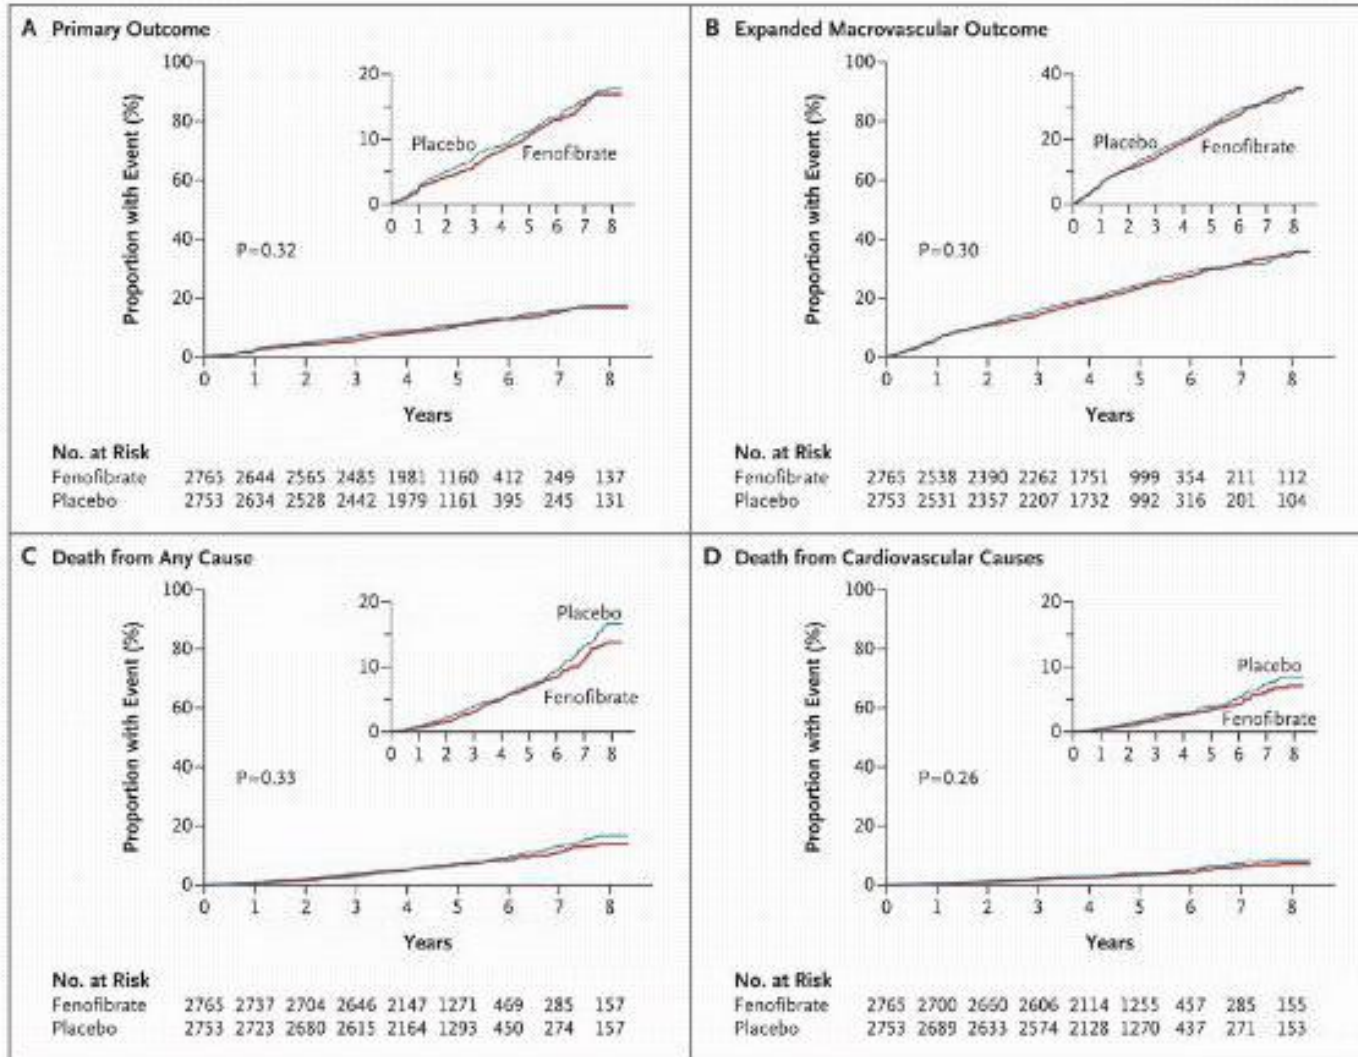 A Primary Outcome
Proportion with Event (%)
100
80
60
40
20
0
20
10
0
Placebo
Fenofibrate
0 1 2 3 4 5 6 7 8
P=0.32
0 1 2 3 4 5 6 7 8
Years
No. at Risk
Fenofibrate 2765 2644 2565 2485 1981 1160 412 249 137
Placebo 2753 2634 2528 2442 1979 1161 395 245 131
B Expanded Macrovascular Outcome
Proportion with Event (%)
100
80
60
40
20
0
40
20
0
Placebo
Fenofibrate
0 1 2 3 4 5 6 7 8
P=0.30
0 1 2 3 4 5 6 7 8
Years
No. at Risk
Fenofibrate 2765 2538 2390 2262 1751 999 354 211 112
Placebo 2753 2531 2357 2207 1732 992 316 201 104
C Death from Any Cause
Proportion with Event (%)
100
80
60
40
20
0
20
10
0
Placebo
Fenofibrate
0 1 2 3 4 5 6 7 8
P=0.33
0 1 2 3 4 5 6 7 8
Years
No. at Risk
Fenofibrate 2765 2737 2704 2646 2147 1271 469 285 157
Placebo 2753 2723 2680 2615 2164 1293 450 274 157
D Death from Cardiovascular Causes
Proportion with Event (%)
100
80
60
40
20
0
20
10
0
Placebo
Fenofibrate
0 1 2 3 4 5 6 7 8
P=0.26
0 1 2 3 4 5 6 7 8
Years
No. at Risk
Fenofibrate 2765 2700 2660 2606 2114 1255 457 285 155
Placebo 2753 2689 2633 2574 2128 1270 437 271 153